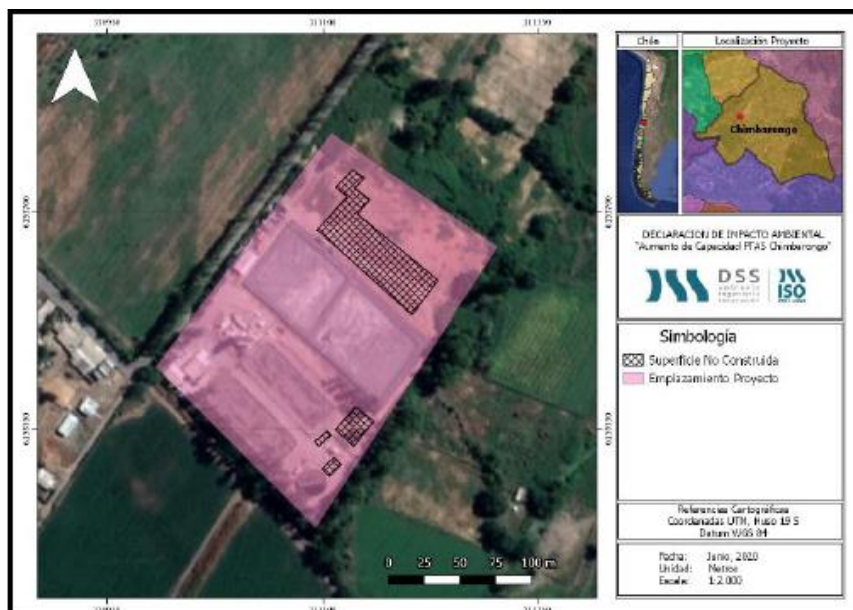 Chile
Localización Proyecto
Chimbarongo
DECLARACION DE IMPACTO AMBIENTAL
"Aumento de Capacidad PTAS Chimbarongo"
DSS
ISO
Simbología
Superficie No Construida
Emplazamiento Proyecto
0 25 50 75 100 m
Referencias Cartográficas
Coordenadas UTM, Huso 19 S
Datum WGS 84
Fecha: Junio, 2020
Unidad: Metros
Escala: 1:2.000